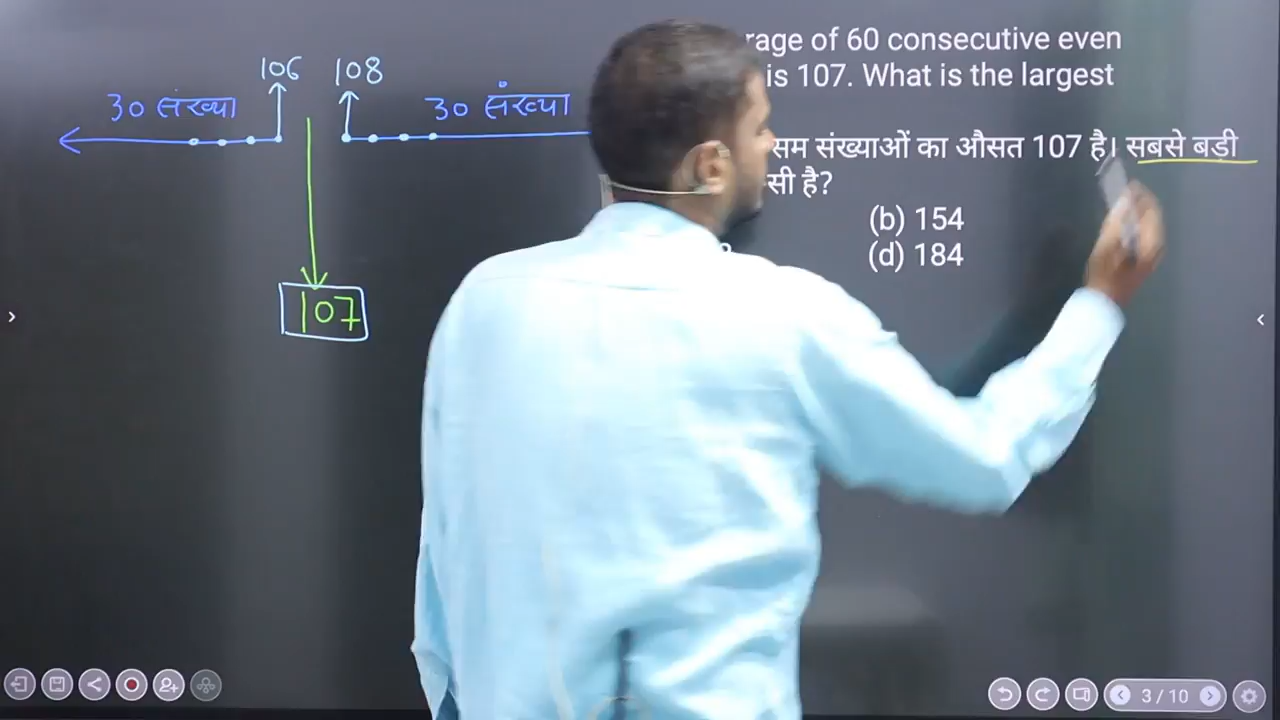 106 108
30 संख्या 30 संख्या
107
rage of 60 consecutive even
is 107. What is the largest
सम संख्याओं का औसत 107 है। सबसे बड़ी
सी है?
(b) 154
(d) 184
3 / 10